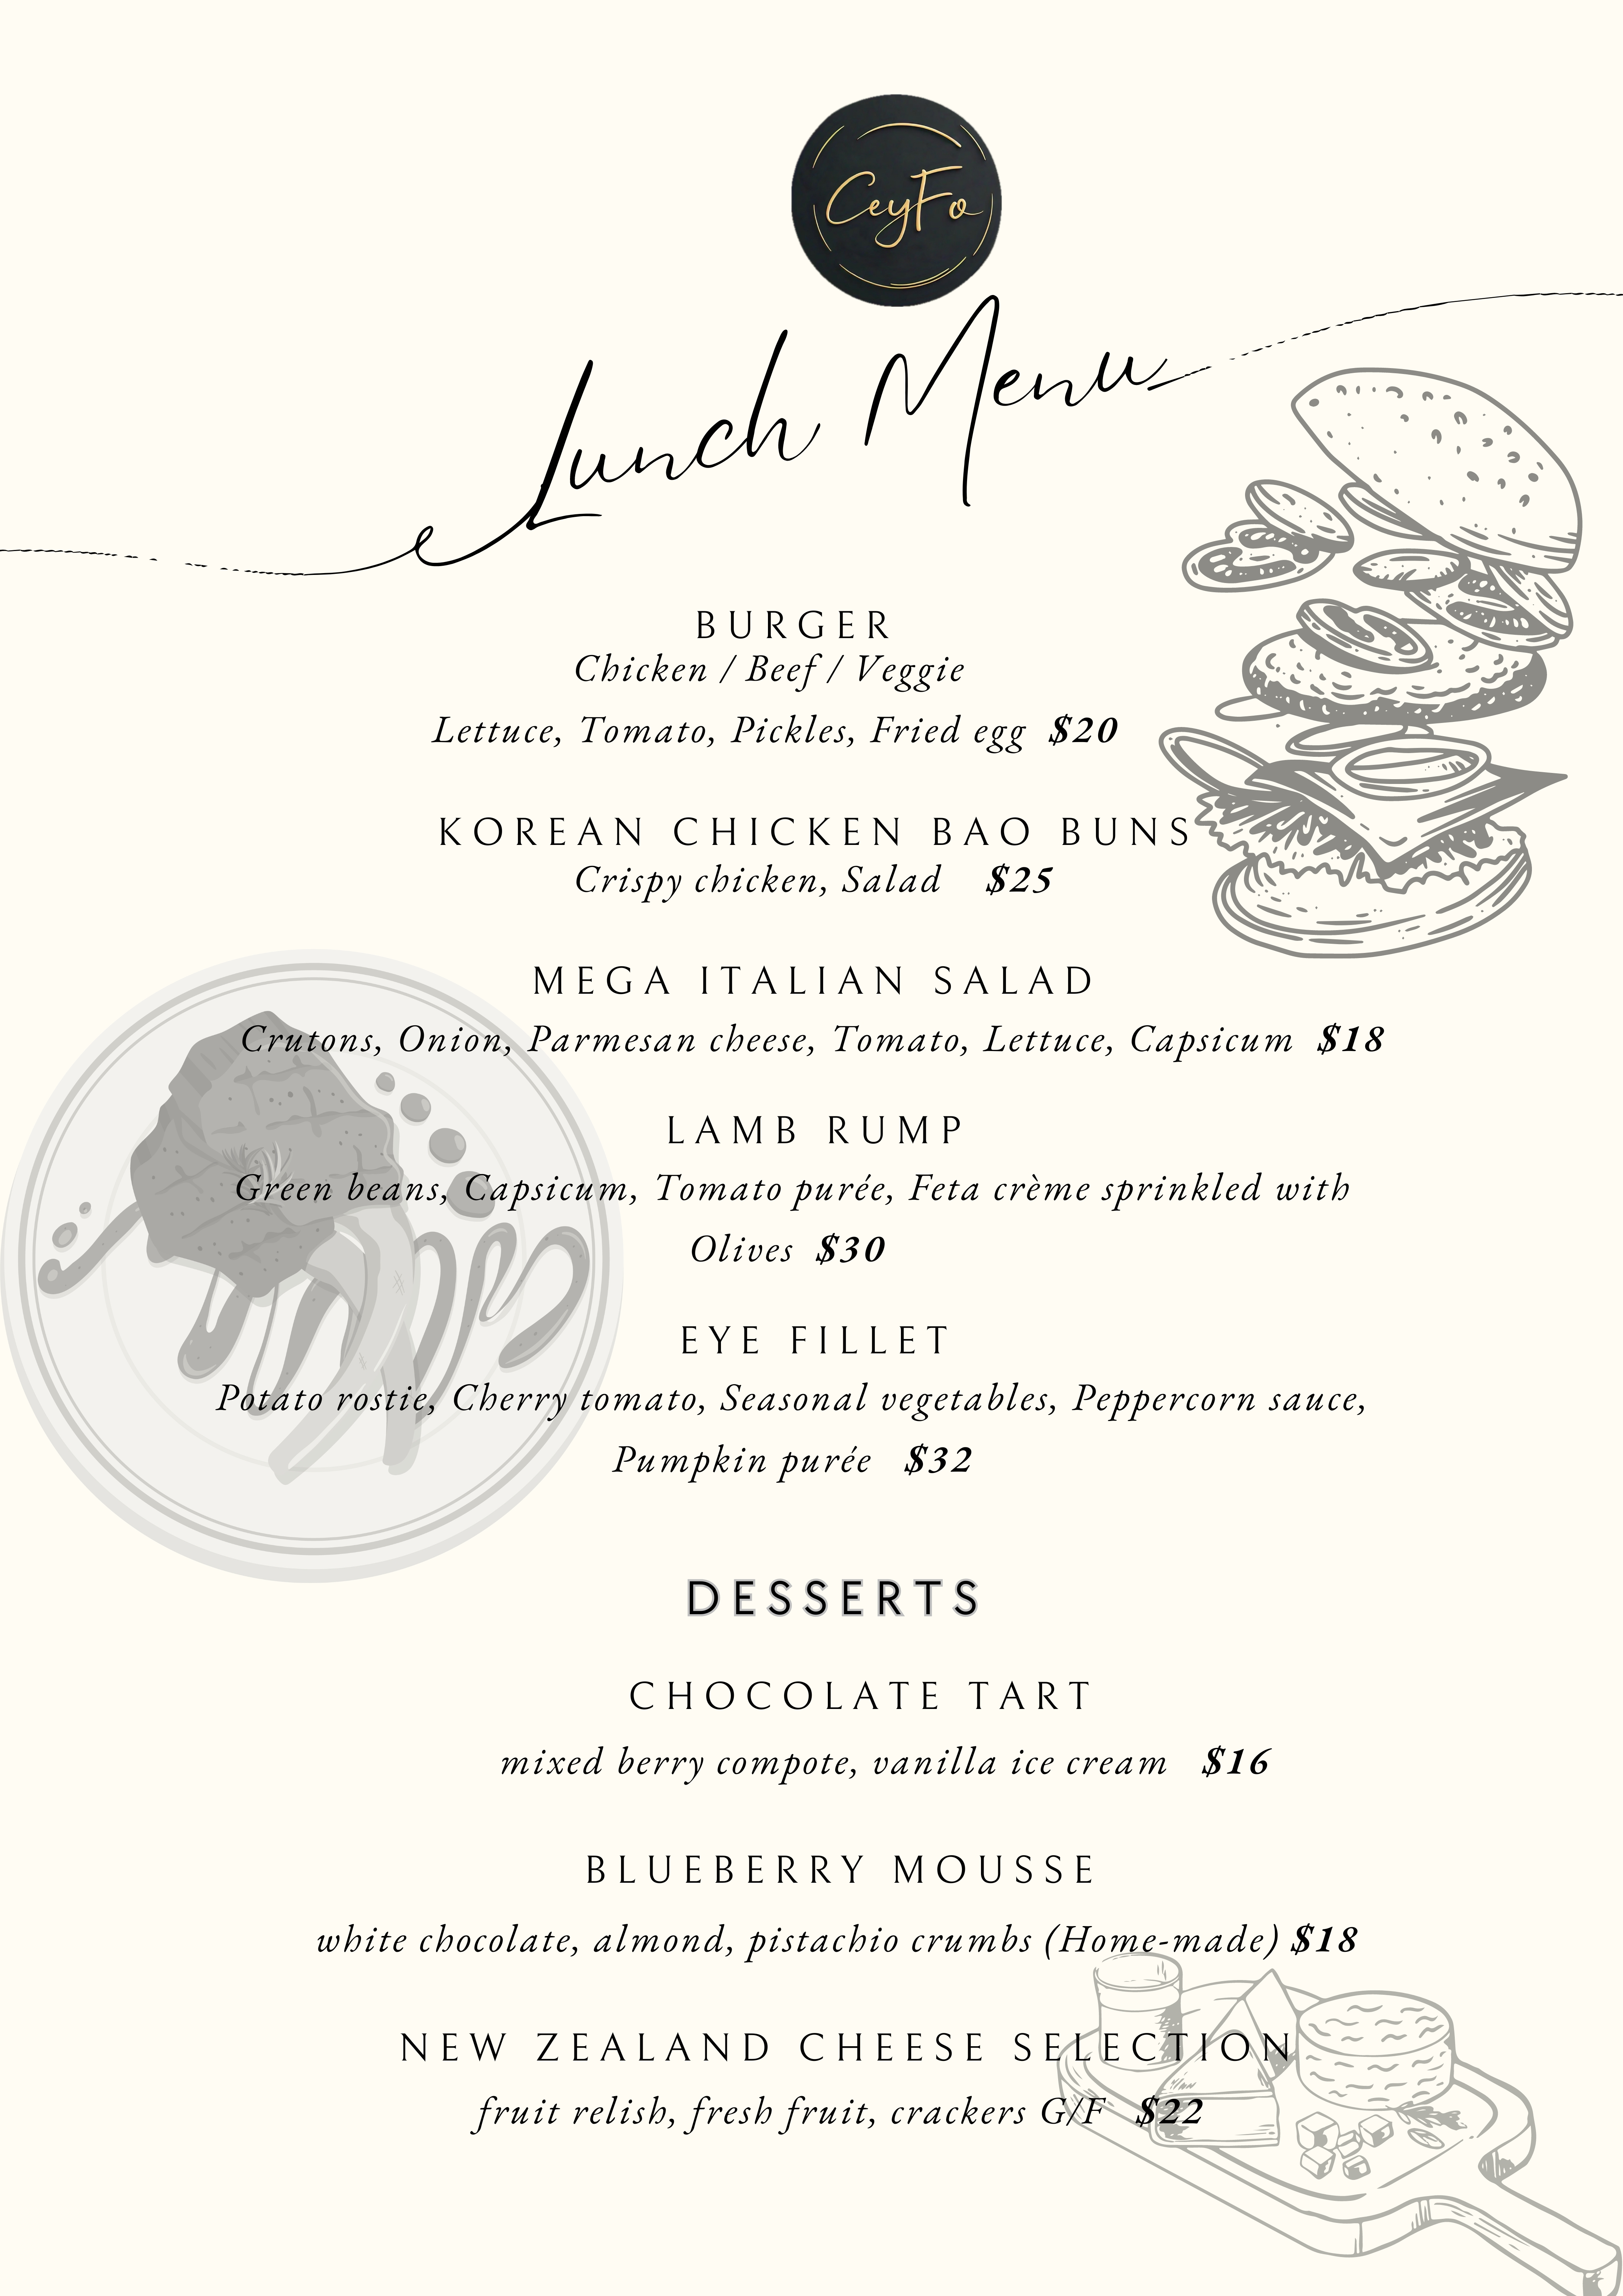 CeyFo
Lunch Menu
BURGER
Chicken / Beef / Veggie
Lettuce, Tomato, Pickles, Fried egg $20
KOREAN CHICKEN BAO BUNS
Crispy chicken, Salad $25
MEGA ITALIAN SALAD
Crutons, Onion, Parmesan cheese, Tomato, Lettuce, Capsicum $18
LAMB RUMP
Green beans, Capsicum, Tomato purée, Feta crème sprinkled with
Olives $30
EYE FILLET
Potato rostie, Cherry tomato, Seasonal vegetables, Peppercorn sauce,
Pumpkin purée $32
DESSERTS
CHOCOLATE TART
mixed berry compote, vanilla ice cream $16
BLUEBERRY MOUSSE
white chocolate, almond, pistachio crumbs (Home-made) $18
NEW ZEALAND CHEESE SELECTION
fruit relish, fresh fruit, crackers G/F $22